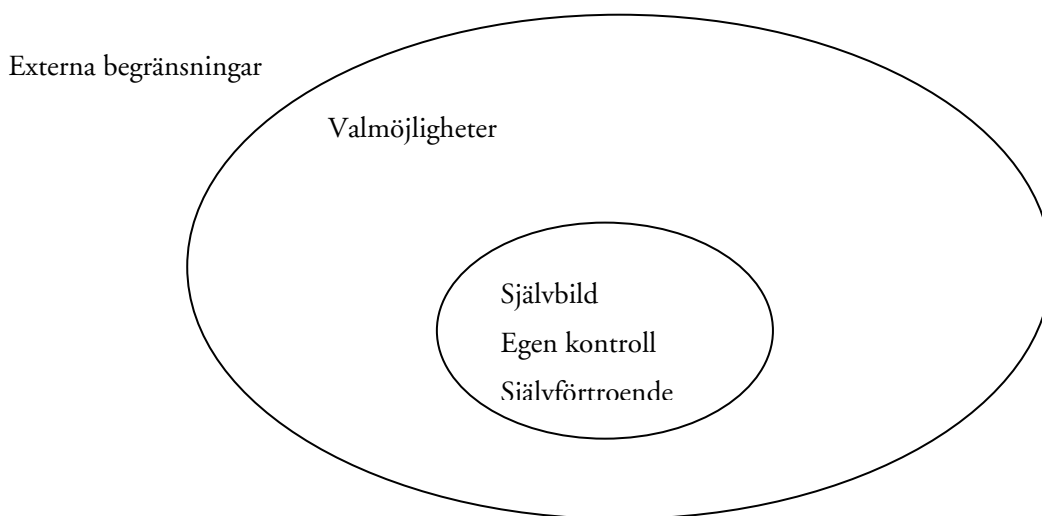 Externa begränsningar
Valmöjligheter
Självbild
Egen kontroll
Självförtroende